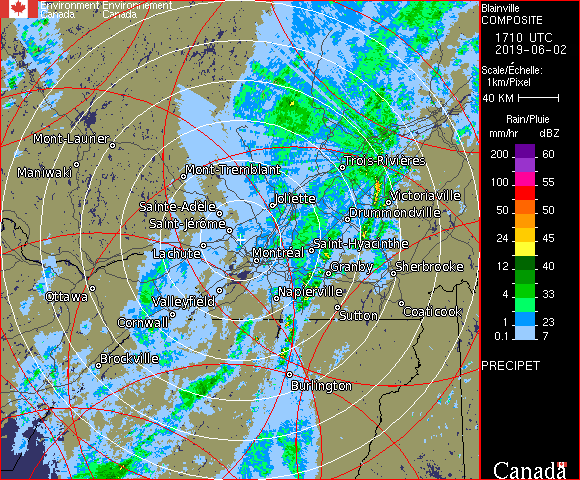 Environment Environnement
Canada Canada
Blainville
COMPOSITE
1710 UTC
2019-06-02
Scale/Échelle:
1km/Pixel
40 KM
Rain/Pluie
mm/hr dBZ
200 60
100 55
50 50
24 45
12 40
4 33
1 23
0.1 7
PRECIPET
Canada
Mont-Laurier
Maniwaki
Mont-Tremblant
Trois-Rivières
Sainte-Adèle
Joliette
Victoriaville
Saint-Jérôme
Drummondville
Lachute
Montréal
Saint-Hyacinthe
Granby
Sherbrooke
Ottawa
Valleyfield
Napierville
Cornwall
Sutton
Coaticook
Brockville
Burlington